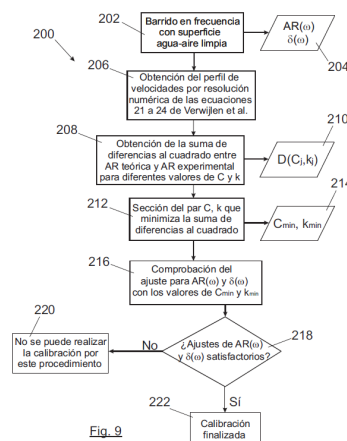 200
202
Barrido en frecuencia
con superficie
agua-aire limpia
AR(ω)
δ(ω)
204
206
Obtención del perfil de
velocidades por resolución
numérica de las ecuaciones
21 a 24 de Verwijlen et al.
208
Obtención de la suma de
diferencias al cuadrado entre
AR teórica y AR experimental
para diferentes valores de C y k
210
D(Cⱼ,kᵢ)
212
Sección del par C, k que
minimiza la suma de
diferencias al cuadrado
214
Cmin, kmin
216
Comprobación del
ajuste para AR(ω) y δ(ω)
con los valores de Cmin y kmin
218
¿Ajustes de AR(ω)
y δ(ω) satisfactorios?
No
220
No se puede realizar
la calibración por
este procedimiento
Sí
222
Calibración
finalizada
Fig. 9